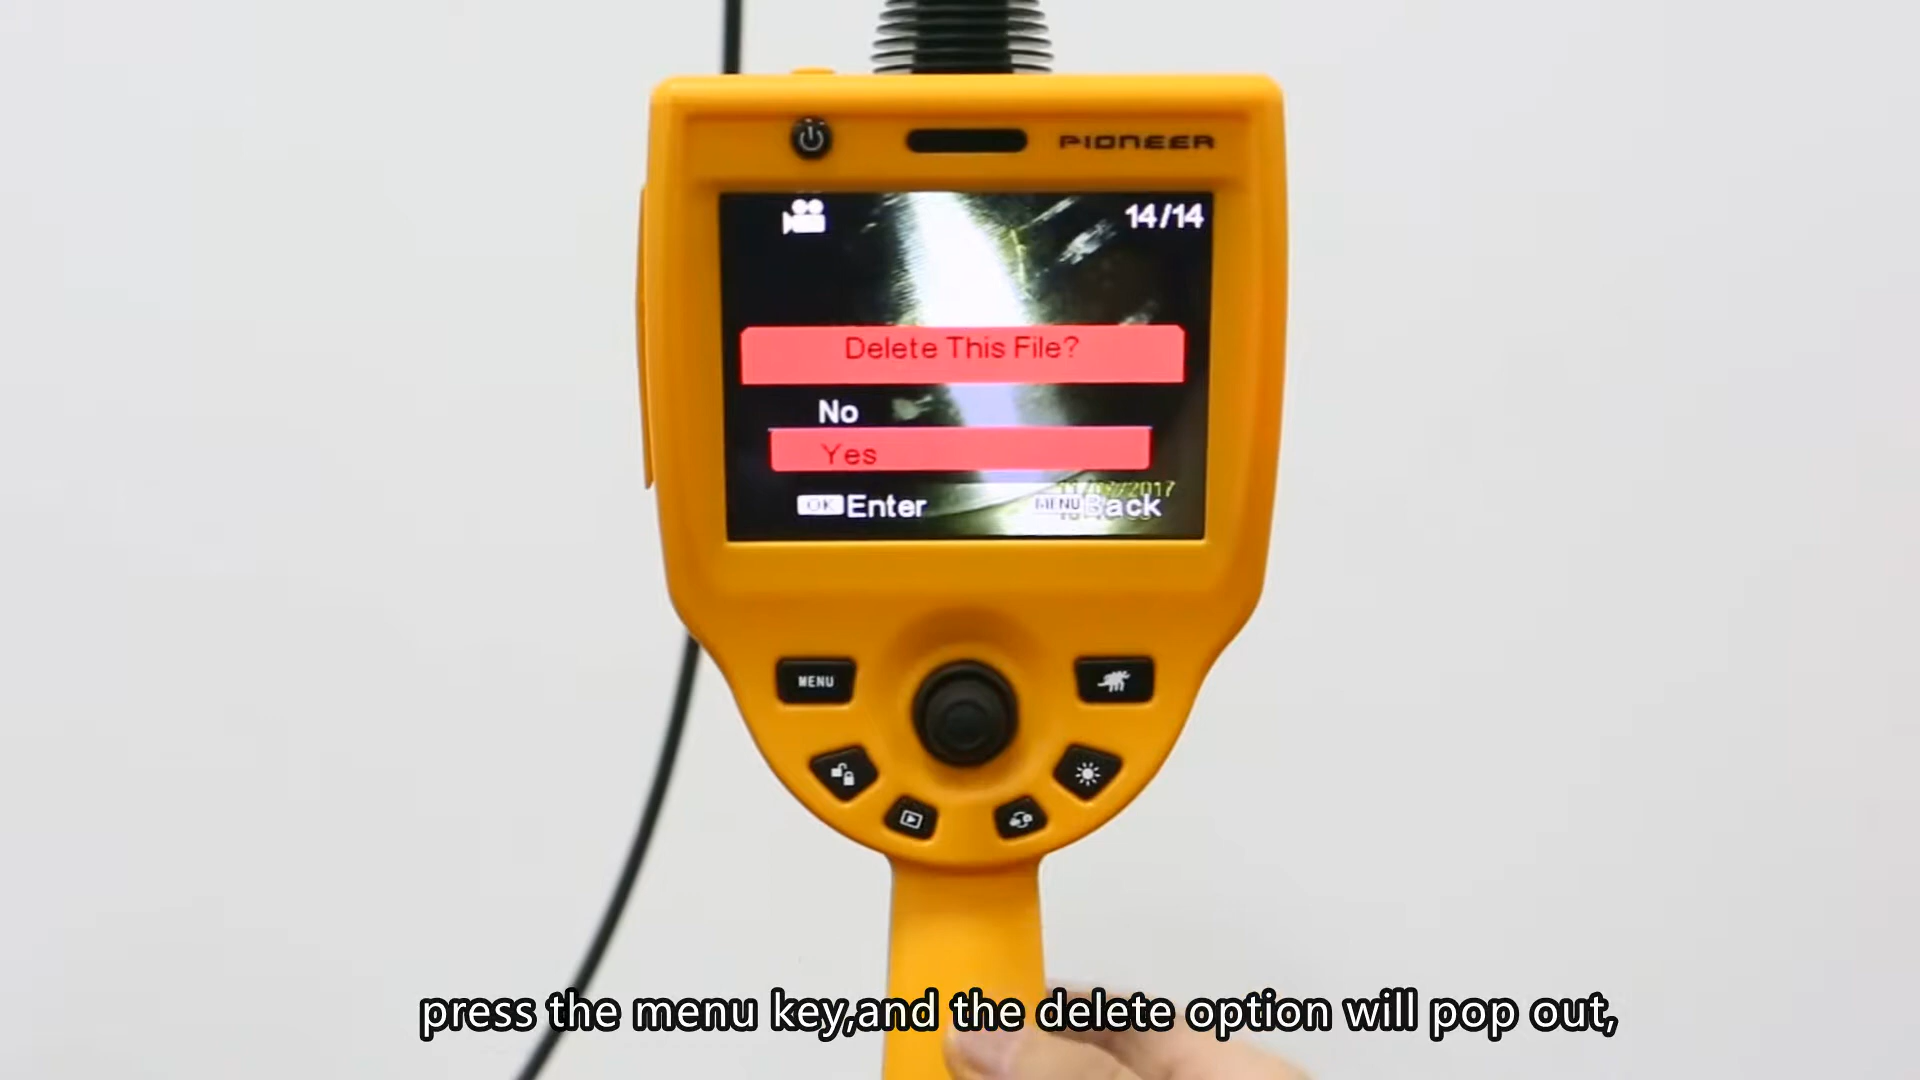 PIONEER
14/14
Delete This File?
No
Yes
OK Enter
MENU Back
MENU
press the menu key,and the delete option will pop out,